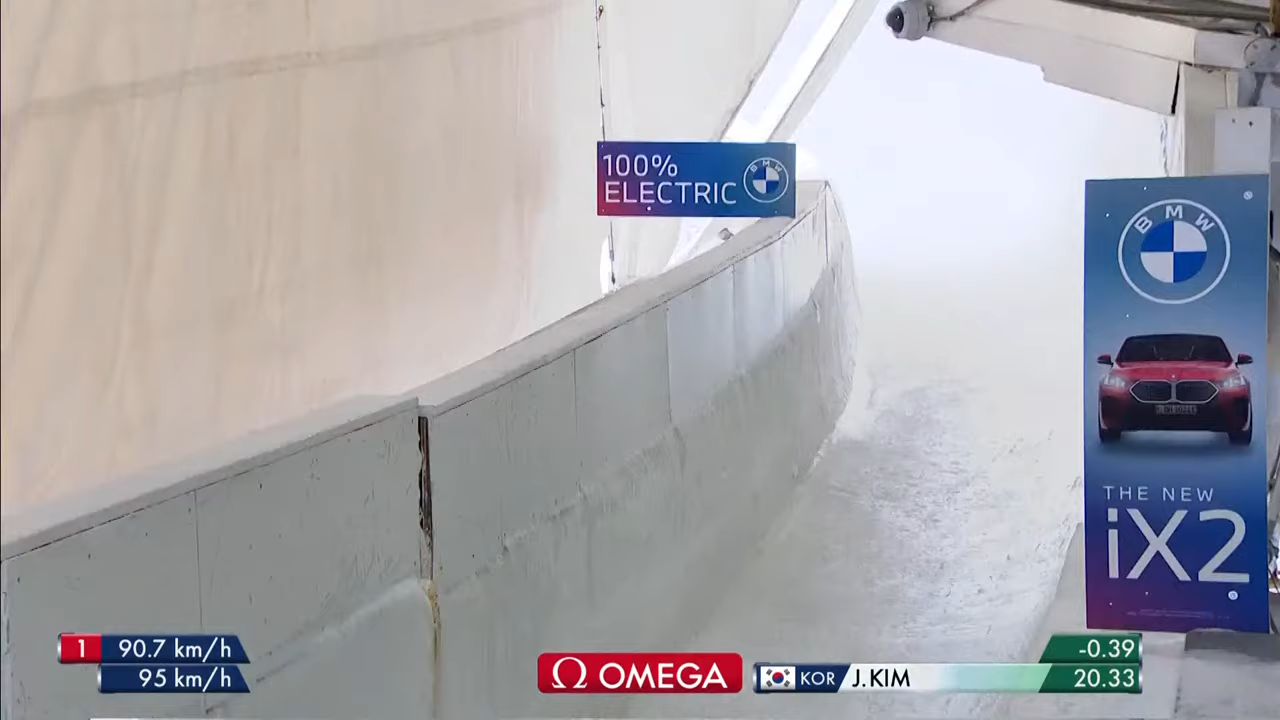 100%
ELECTRIC
BMW
BMW
THE NEW
iX2
1 90.7 km/h
95 km/h
Ω OMEGA
KOR J. KIM
-0.39
20.33